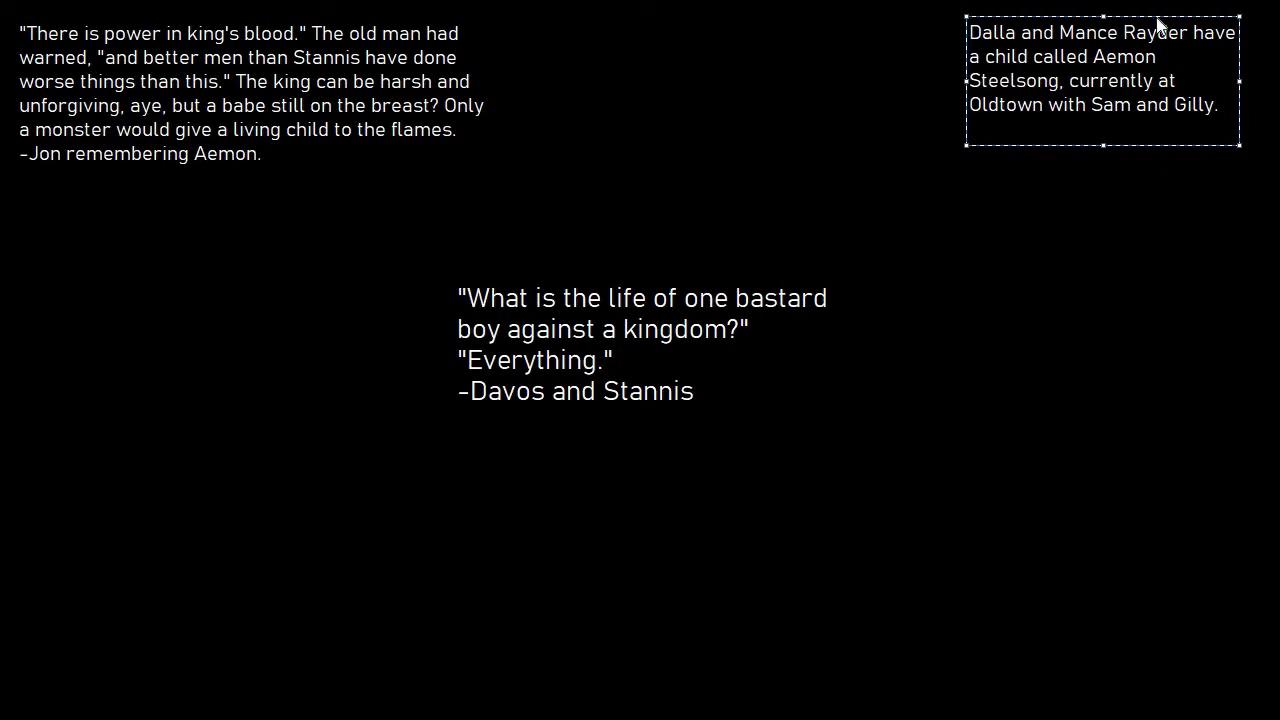 "There is power in king's blood." The old man had
warned, "and better men than Stannis have done
worse things than this." The king can be harsh and
unforgiving, aye, but a babe still on the breast? Only
a monster would give a living child to the flames.
-Jon remembering Aemon.
Dalla and Mance Rayder have
a child called Aemon
Steelsong, currently at
Oldtown with Sam and Gilly.
"What is the life of one bastard
boy against a kingdom?"
"Everything."
-Davos and Stannis